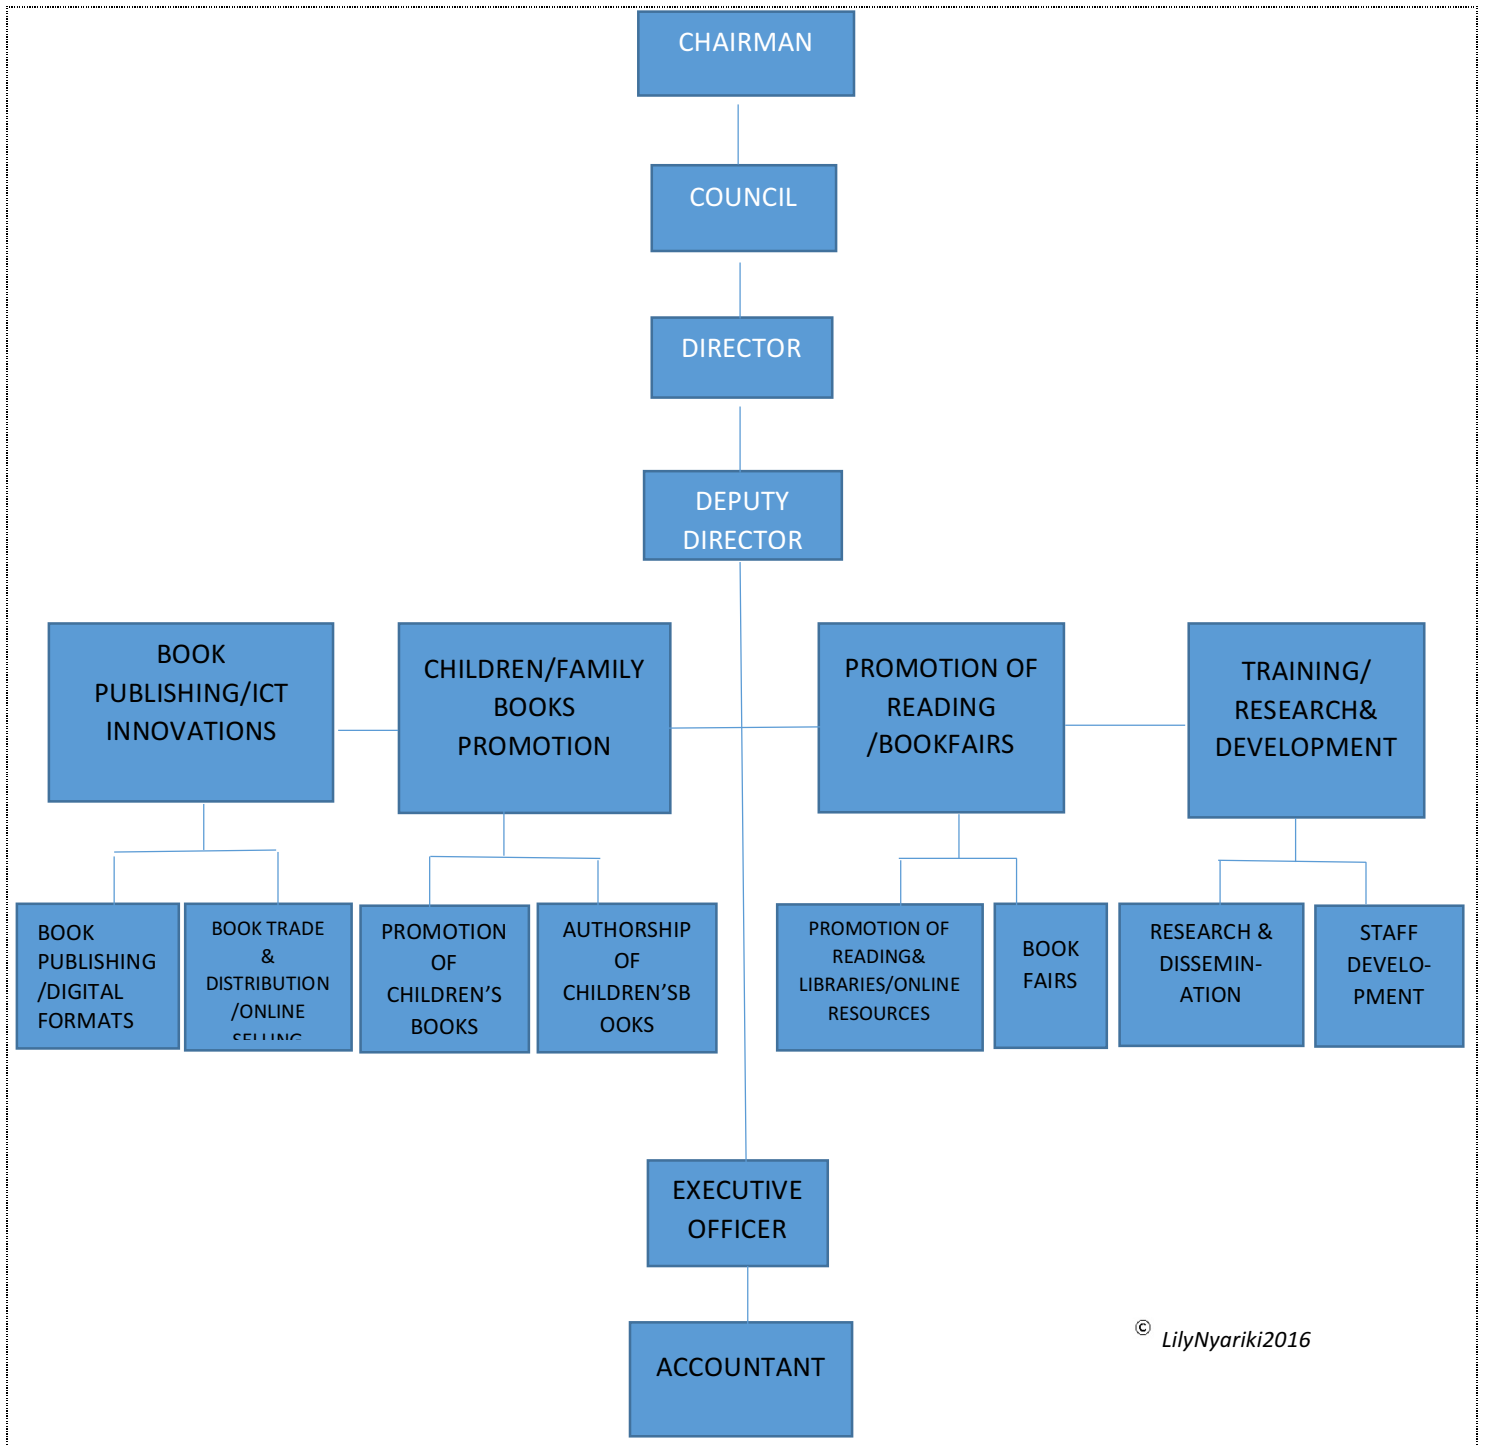 CHAIRMAN
COUNCIL
DIRECTOR
DEPUTY
DIRECTOR
BOOK
PUBLISHING/ICT
INNOVATIONS
CHILDREN/FAMILY
BOOKS
PROMOTION
PROMOTION OF
READING
/BOOKFAIRS
TRAINING/
RESEARCH&
DEVELOPMENT
BOOK
PUBLISHING
/DIGITAL
FORMATS
BOOK TRADE
&
DISTRIBUTION
/ONLINE
SELLING
PROMOTION
OF
CHILDREN’S
BOOKS
AUTHORSHIP
OF
CHILDREN’SB
OOKS
PROMOTION OF
READING&
LIBRARIES/ONLINE
RESOURCES
BOOK
FAIRS
RESEARCH &
DISSEMIN-
ATION
STAFF
DEVELO-
PMENT
EXECUTIVE
OFFICER
ACCOUNTANT
© LilyNyariki2016